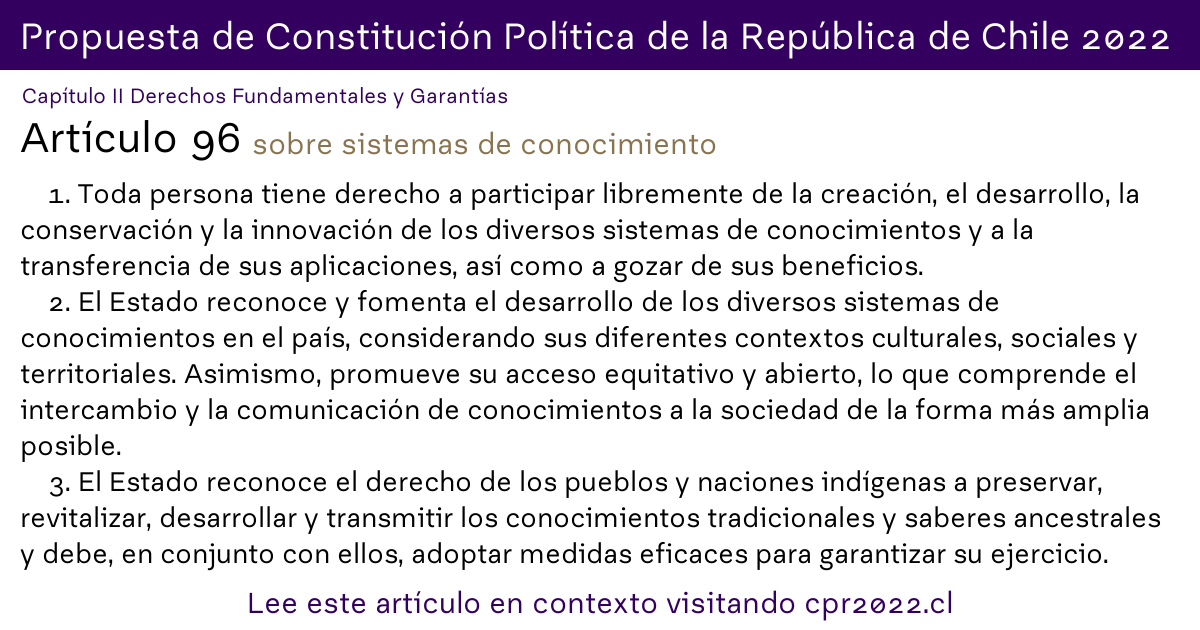 Propuesta de Constitución Política de la República de Chile 2022
Capítulo II Derechos Fundamentales y Garantías
Artículo 96 sobre sistemas de conocimiento
1. Toda persona tiene derecho a participar libremente de la creación, el desarrollo, la
conservación y la innovación de los diversos sistemas de conocimientos y a la
transferencia de sus aplicaciones, así como a gozar de sus beneficios.
2. El Estado reconoce y fomenta el desarrollo de los diversos sistemas de
conocimientos en el país, considerando sus diferentes contextos culturales, sociales y
territoriales. Asimismo, promueve su acceso equitativo y abierto, lo que comprende el
intercambio y la comunicación de conocimientos a la sociedad de la forma más amplia
posible.
3. El Estado reconoce el derecho de los pueblos y naciones indígenas a preservar,
revitalizar, desarrollar y transmitir los conocimientos tradicionales y saberes ancestrales
y debe, en conjunto con ellos, adoptar medidas eficaces para garantizar su ejercicio.
Lee este artículo en contexto visitando cpr2022.cl